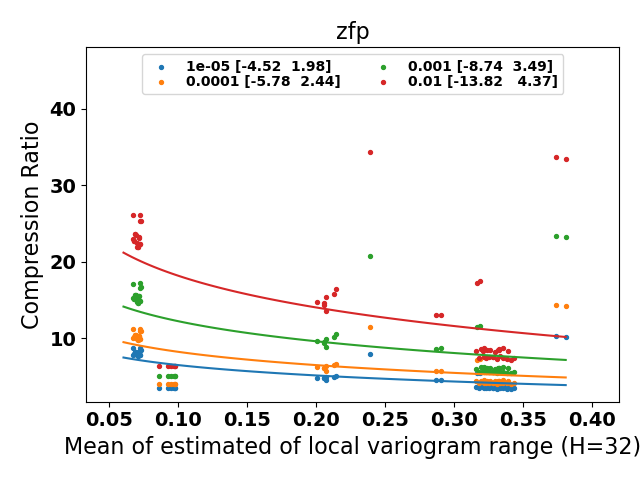 zfp
1e-05 [-4.52 1.98]
0.0001 [-5.78 2.44]
0.001 [-8.74 3.49]
0.01 [-13.82 4.37]
Compression Ratio
40
30
20
10
0.05 0.10 0.15 0.20 0.25 0.30 0.35 0.40
Mean of estimated of local variogram range (H=32)